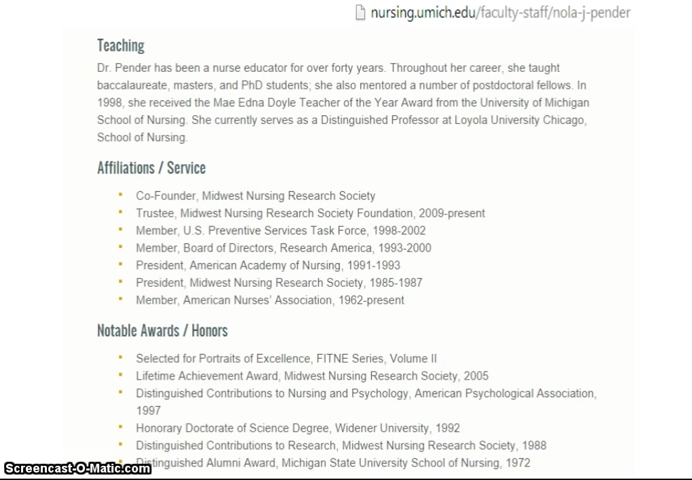 nursing.umich.edu/faculty-staff/nola-j-pender
Teaching
Dr. Pender has been a nurse educator for over forty years. Throughout her career, she taught
baccalaureate, masters, and PhD students; she also mentored a number of postdoctoral fellows. In
1998, she received the Mae Edna Doyle Teacher of the Year Award from the University of Michigan
School of Nursing. She currently serves as a Distinguished Professor at Loyola University Chicago,
School of Nursing.
Affiliations / Service
Co-Founder, Midwest Nursing Research Society
Trustee, Midwest Nursing Research Society Foundation, 2009-present
Member, U.S. Preventive Services Task Force, 1998-2002
Member, Board of Directors, Research America, 1993-2000
President, American Academy of Nursing, 1991-1993
President, Midwest Nursing Research Society, 1985-1987
Member, American Nurses' Association, 1962-present
Notable Awards / Honors
Selected for Portraits of Excellence, FITNE Series, Volume II
Lifetime Achievement Award, Midwest Nursing Research Society, 2005
Distinguished Contributions to Nursing and Psychology, American Psychological Association,
1997
Honorary Doctorate of Science Degree, Widener University, 1992
Distinguished Contributions to Research, Midwest Nursing Research Society, 1988
Distinguished Alumni Award, Michigan State University School of Nursing, 1972
Screencast-O-Matic.com